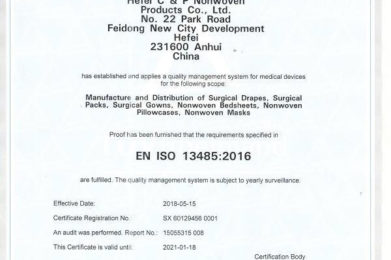 Hefei C & P Nonwoven
Products Co., Ltd.
No. 22 Park Road
Feidong New City Development
Hefei
231600 Anhui
China
has established and applies a quality management system for medical devices
for the following scope:
Manufacture and Distribution of Surgical Drapes, Surgical
Packs, Surgical Gowns, Nonwoven Bedsheets, Nonwoven
Pillowcases, Nonwoven Masks
Proof has been furnished that the requirements specified in
EN ISO 13485:2016
are fulfilled. The quality management system is subject to yearly surveillance.
Effective Date: 2018-05-15
Certificate Registration No.: SX 60129456 0001
An audit was performed. Report No.: 15055315 008
This Certificate is valid until: 2021-01-18
Certification Body